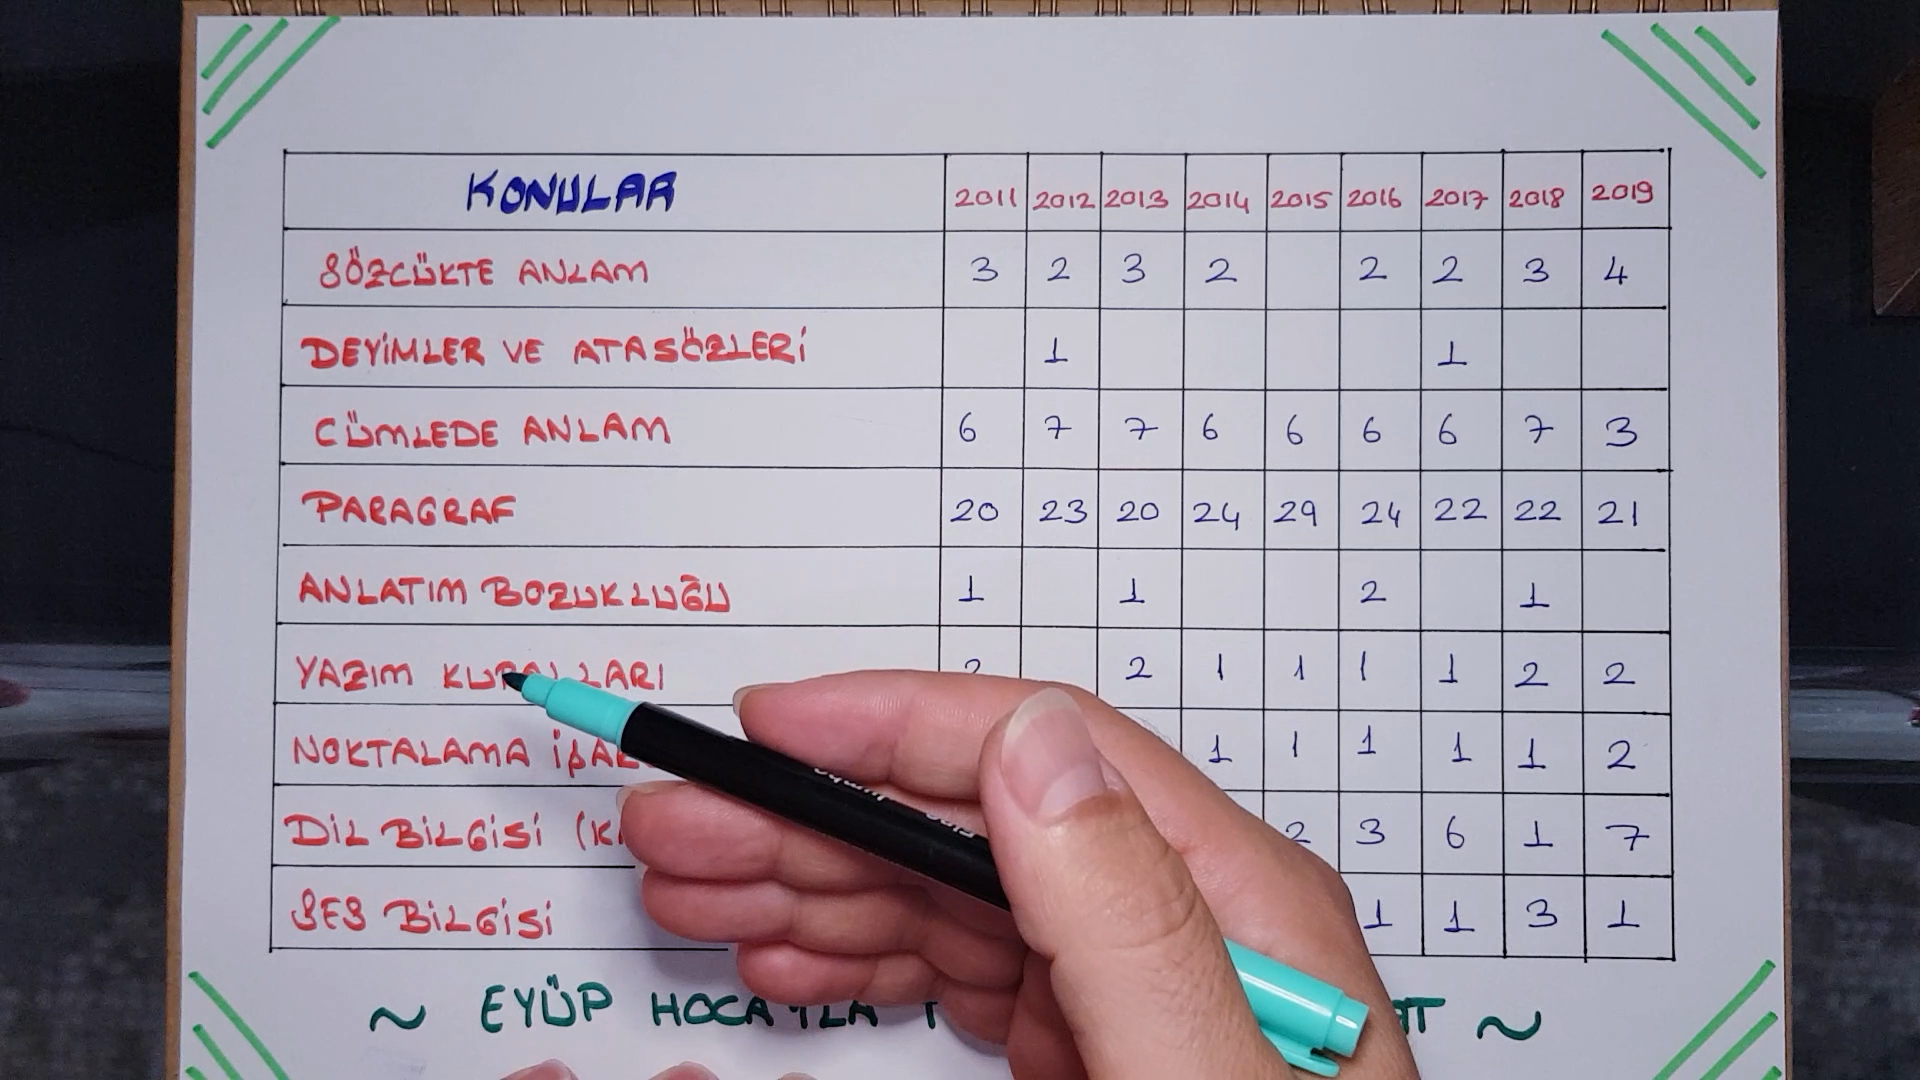 KONULAR 2011 2012 2013 2014 2015 2016 2017 2018 2019
SÖZCÜKTE ANLAM 3 2 3 2 2 2 3 4
DEYİMLER VE ATASÖZLERİ 1 1
CÜMLEDE ANLAM 6 7 7 6 6 6 6 7 3
PARAGRAF 20 23 20 24 29 24 22 22 21
ANLATIM BOZUKLUĞU 1 1 2 1
YAZIM KURALLARI 2 2 1 1 1 1 2 2
NOKTALAMA 1 1 1 1 1 2
DİL BİLGİSİ 2 3 6 1 7
SES BİLGİSİ 1 1 3 1
~ EYÜP HOCAYLA ~